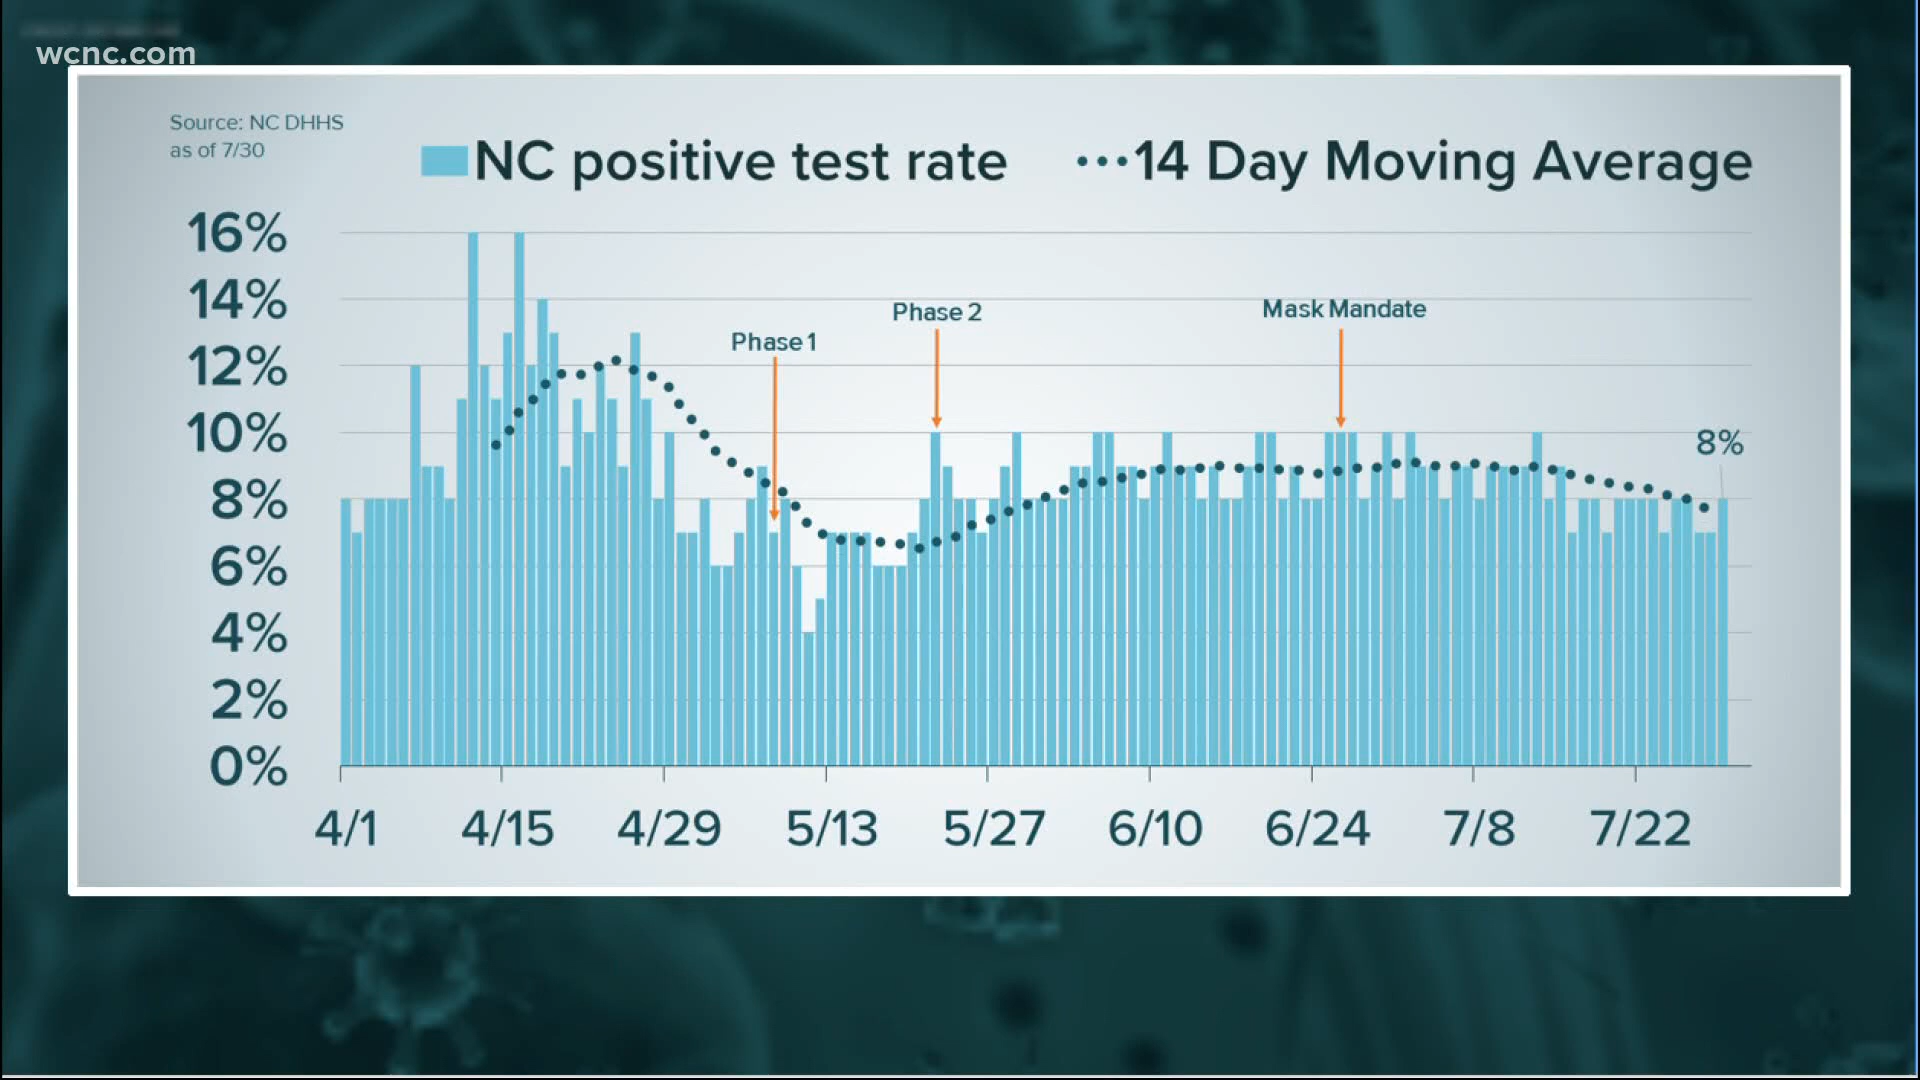 wcnc.com
Source: NC DHHS
as of 7/30
NC positive test rate
14 Day Moving Average
16%
14%
12%
10%
8%
6%
4%
2%
0%
Phase 1
Phase 2
Mask Mandate
8%
4/1 4/15 4/29 5/13 5/27 6/10 6/24 7/8 7/22